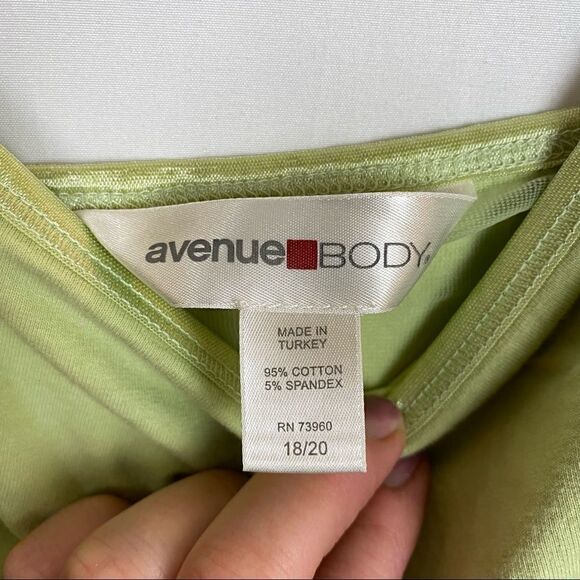 avenue BODY®
MADE IN
TURKEY
95% COTTON
5% SPANDEX
RN 73960
18/20